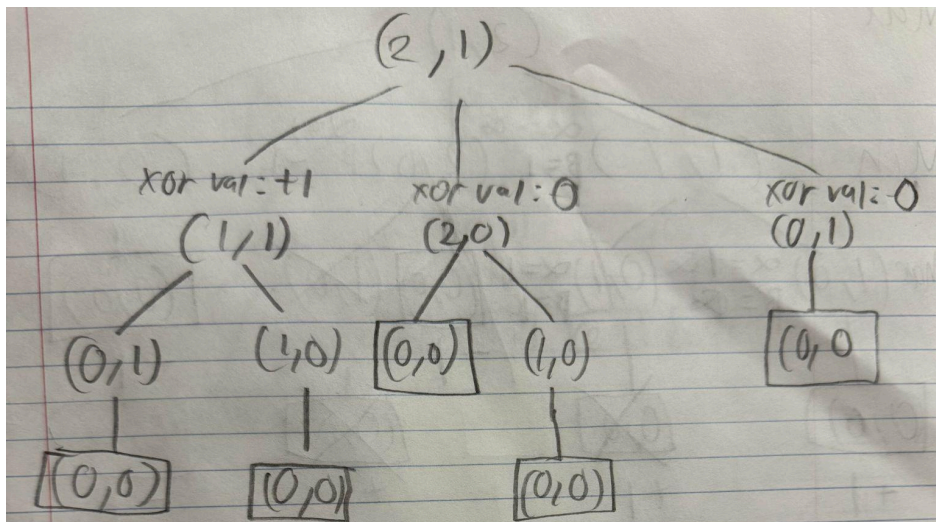 (2,1)
xor val: +1 xor val: 0 xor val: 0
(1,1) (2,0) (0,1)
(0,1) (1,0) (0,0) (1,0) (0,0
(0,0) (0,0) (0,0)